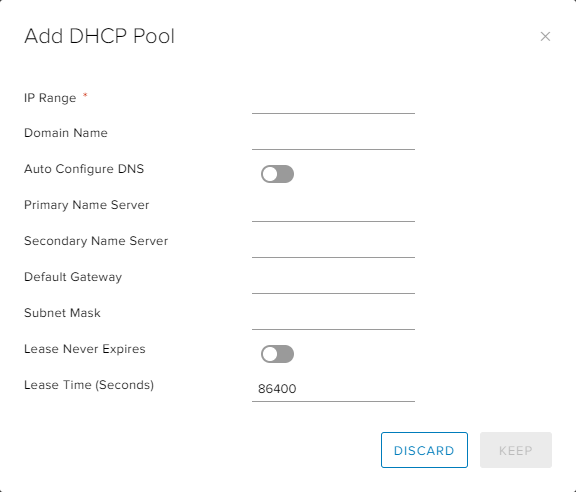 Add DHCP Pool
IP Range *
Domain Name
Auto Configure DNS
Primary Name Server
Secondary Name Server
Default Gateway
Subnet Mask
Lease Never Expires
Lease Time (Seconds) 86400
DISCARD KEEP